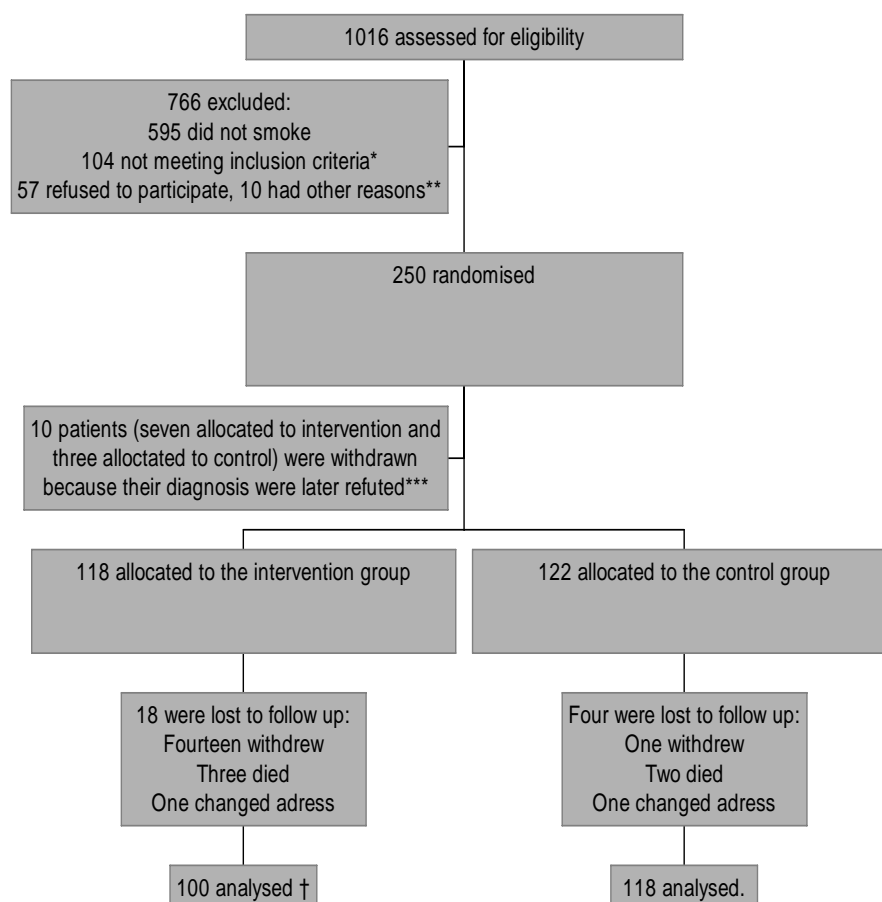 1016 assessed for eligibility
766 excluded:
595 did not smoke
104 not meeting inclusion criteria*
57 refused to participate, 10 had other reasons**
250 randomised
10 patients (seven allocated to intervention and
three alloctated to control) were withdrawn
because their diagnosis were later refuted***
118 allocated to the intervention group
122 allocated to the control group
18 were lost to follow up:
Fourteen withdrew
Three died
One changed adress
Four were lost to follow up:
One withdrew
Two died
One changed adress
100 analysed †
118 analysed.